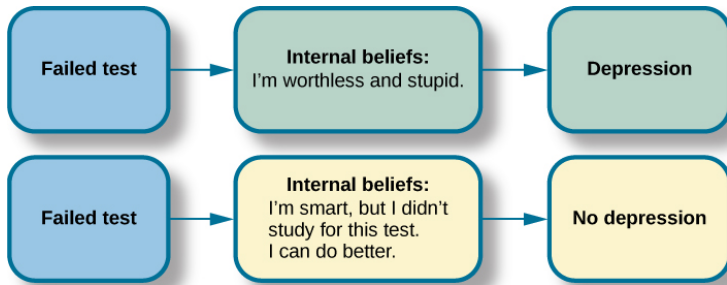 Failed test
Internal beliefs:
I'm worthless and stupid.
Depression
Failed test
Internal beliefs:
I'm smart, but I didn't
study for this test.
I can do better.
No depression